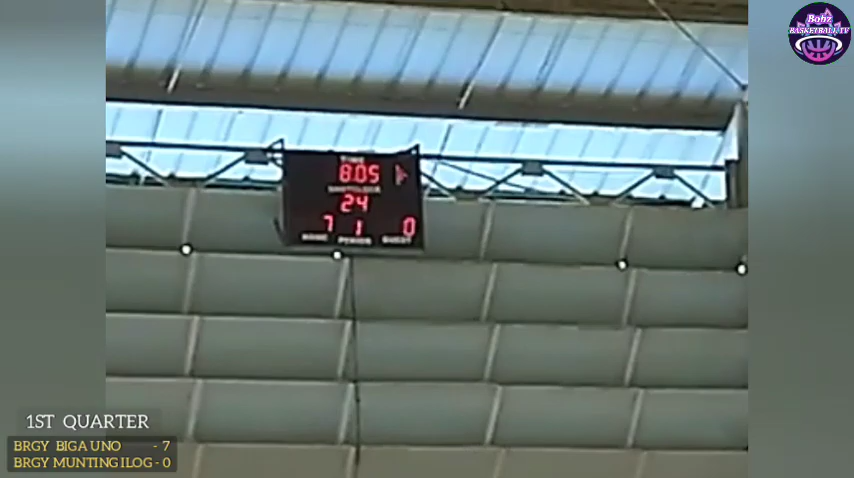 Bobz
BASKETBALL TV
TIME
8:05
SHOTCLOCK
24
7 1 0
HOME PERIOD GUEST
1ST QUARTER
BRGY BIGA UNO - 7
BRGY MUNTING ILOG - 0